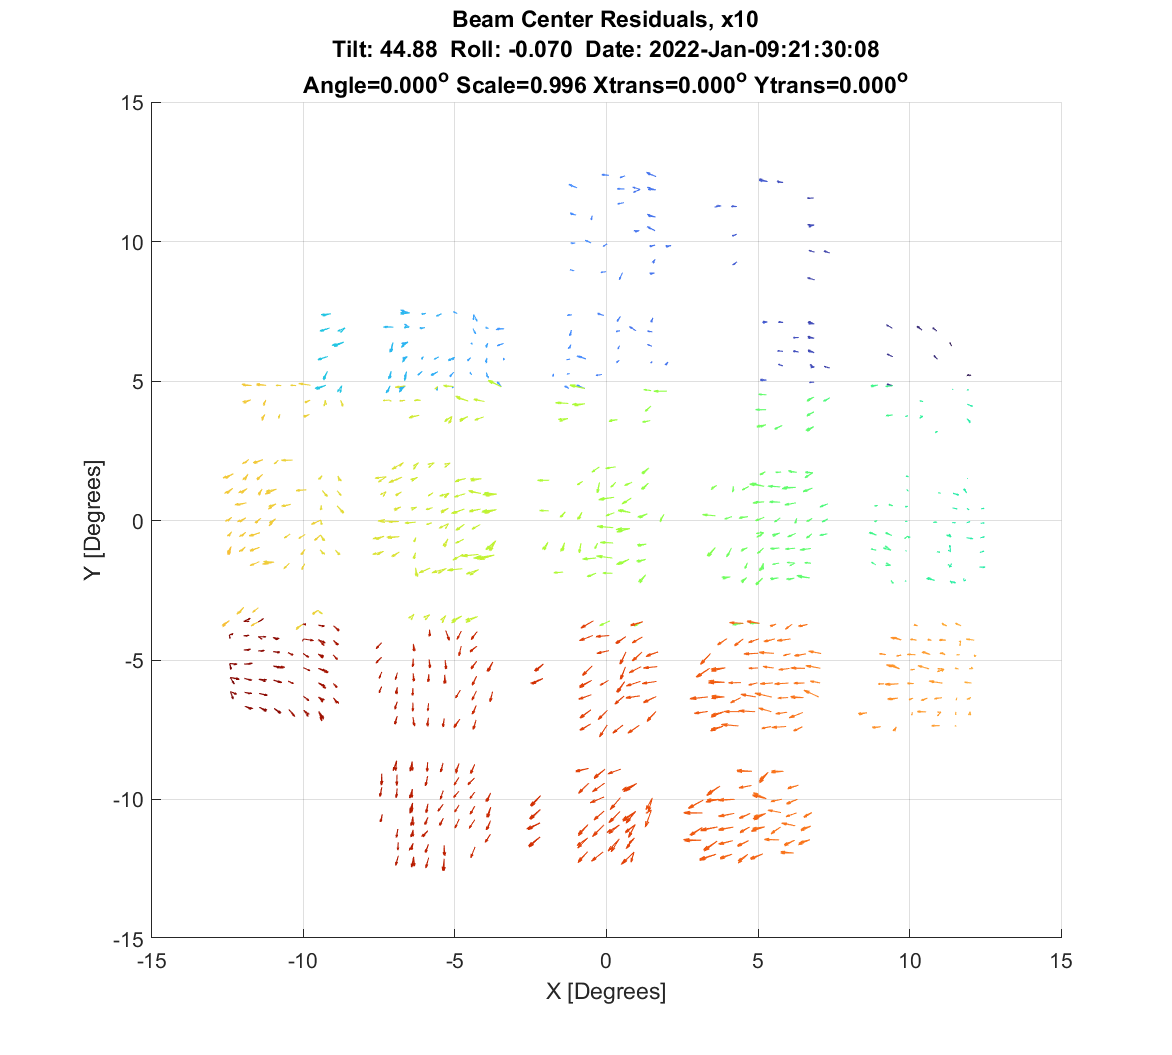 Beam Center Residuals, x10
Tilt: 44.88 Roll: -0.070 Date: 2022-Jan-09:21:30:08
Angle=0.000° Scale=0.996 Xtrans=0.000° Ytrans=0.000°
15
10
5
0
-5
-10
-15
Y [Degrees]
-15 -10 -5 0 5 10 15
X [Degrees]